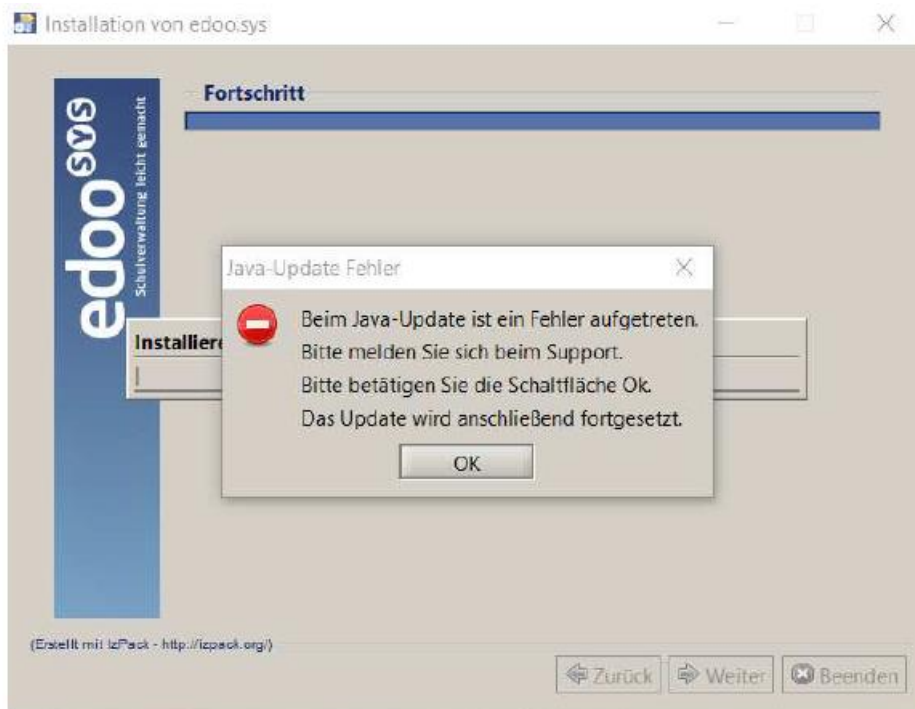 Installation von edoo.sys
Fortschritt
edoosys
Schulverwaltung leicht gemacht
Java-Update Fehler
Beim Java-Update ist ein Fehler aufgetreten.
Bitte melden Sie sich beim Support.
Bitte betätigen Sie die Schaltfläche Ok.
Das Update wird anschließend fortgesetzt.
OK
Installiere
(Erstellt mit IzPack - http://izpack.org/)
Zurück
Weiter
Beenden